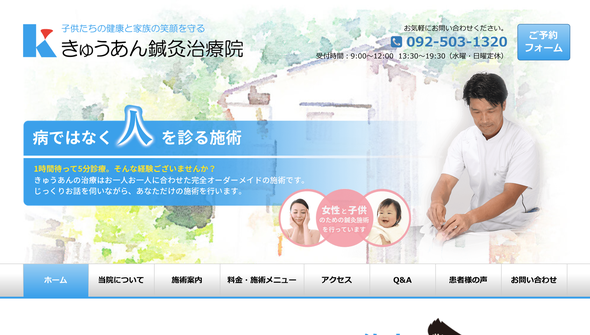 子供たちの健康と家族の笑顔を守る
きゅうあん鍼灸治療院
お気軽にお問い合わせください。
092-503-1320
受付時間：9:00〜12:00 13:30〜19:30（水曜・日曜定休）
ご予約
フォーム
病ではなく人を診る施術
1時間待って5分診療。そんな経験ございませんか？
きゅうあんの治療はお一人お一人に合わせた完全オーダーメイドの施術です。
じっくりお話を伺いながら、あなただけの施術を行います。
女性と子供
のための鍼灸施術
を行っています
ホーム
当院について
施術案内
料金・施術メニュー
アクセス
Q&A
患者様の声
お問い合わせ